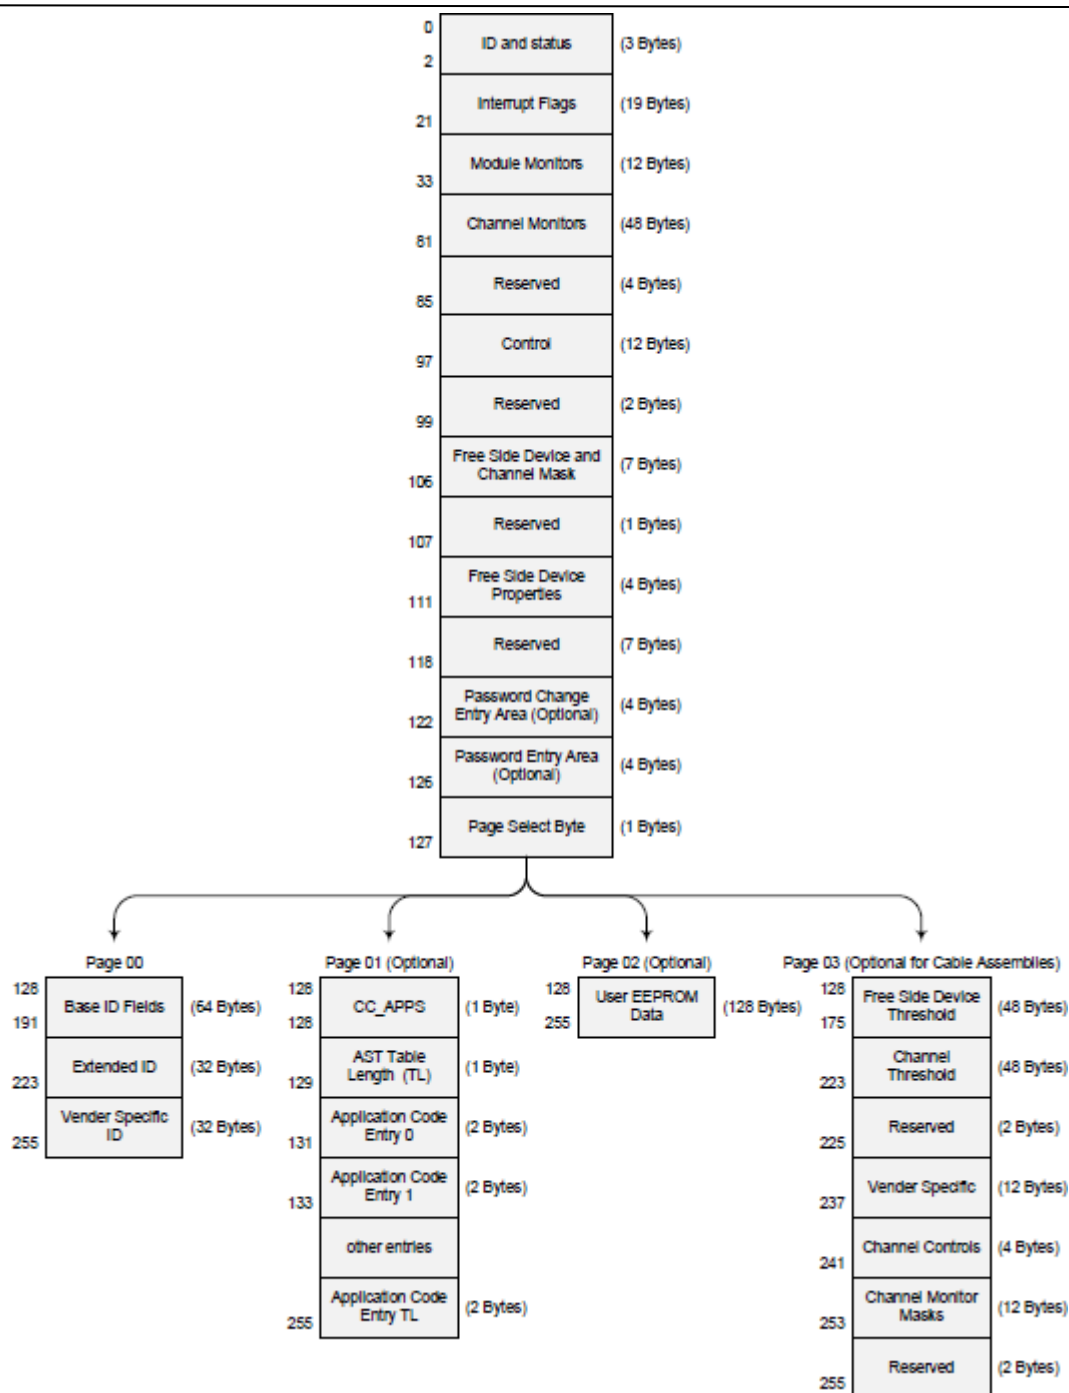 0
ID and status (3 Bytes)
2
Interrupt Flags (19 Bytes)
21
Module Monitors (12 Bytes)
33
Channel Monitors (48 Bytes)
81
Reserved (4 Bytes)
85
Control (12 Bytes)
97
Reserved (2 Bytes)
99
Free Side Device and
Channel Mask (7 Bytes)
106
Reserved (1 Bytes)
107
Free Side Device
Properties (4 Bytes)
111
Reserved (7 Bytes)
118
Password Change
Entry Area (Optional) (4 Bytes)
122
Password Entry Area
(Optional) (4 Bytes)
126
Page Select Byte (1 Bytes)
127
Page 00
128
Base ID Fields (64 Bytes)
191
Extended ID (32 Bytes)
223
Vender Specific
ID (32 Bytes)
255
Page 01 (Optional)
128
CC_APPS (1 Byte)
128
AST Table
Length (TL) (1 Byte)
129
Application Code
Entry 0 (2 Bytes)
131
Application Code
Entry 1 (2 Bytes)
133
other entries
Application Code
Entry TL (2 Bytes)
255
Page 02 (Optional)
128
User EEPROM
Data (128 Bytes)
255
Page 03 (Optional for Cable Assemblies)
128
Free Side Device
Threshold (48 Bytes)
175
Channel
Threshold (48 Bytes)
223
Reserved (2 Bytes)
225
Vender Specific (12 Bytes)
237
Channel Controls (4 Bytes)
241
Channel Monitor
Masks (12 Bytes)
253
Reserved (2 Bytes)
255